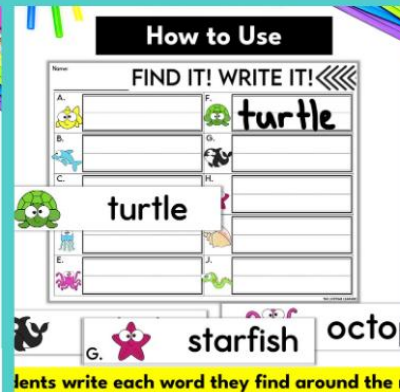 How to Use
Name:
FIND IT! WRITE IT!
A.
F.
turtle
B.
G.
C.
H.
turtle
E.
J.
starfish
G.
octo
dents write each word they find around the